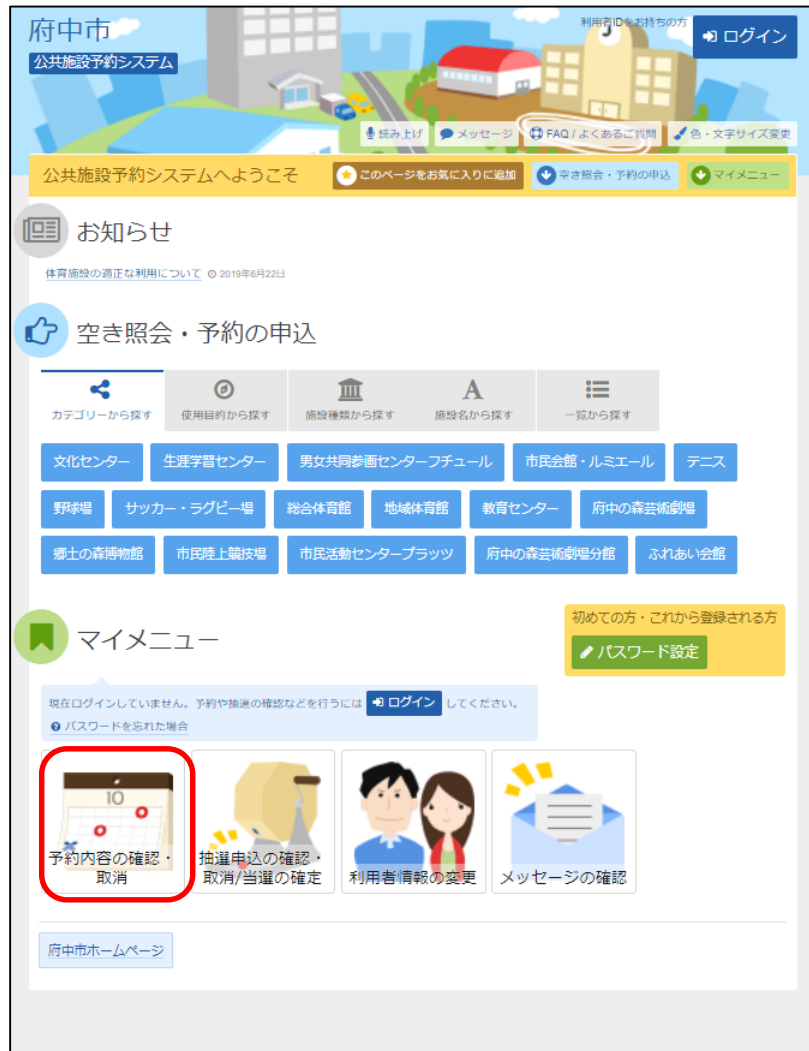 府中市
公共施設予約システム
利用者IDをお持ちの方
ログイン
読み上げ
メッセージ
FAQ / よくあるご質問
色・文字サイズ変更
公共施設予約システムへようこそ
このページをお気に入りに追加
空き照会・予約の申込
マイメニュー
お知らせ
体育施設の適正な利用について 2019年6月22日
空き照会・予約の申込
カテゴリーから探す
使用目的から探す
施設種類から探す
A
施設名から探す
一覧から探す
文化センター
生涯学習センター
男女共同参画センターフチュール
市民会館・ルミエール
テニス
野球場
サッカー・ラグビー場
総合体育館
地域体育館
教育センター
府中の森芸術劇場
郷土の森博物館
市民陸上競技場
市民活動センタープラッツ
府中の森芸術劇場分館
ふれあい会館
マイメニュー
初めての方・これから登録される方
パスワード設定
現在ログインしていません。予約や抽選の確認などを行うには ログイン してください。
パスワードを忘れた場合
10
予約内容の確認・
取消
抽選申込の確認・
取消/当選の確定
利用者情報の変更
メッセージの確認
府中市ホームページ